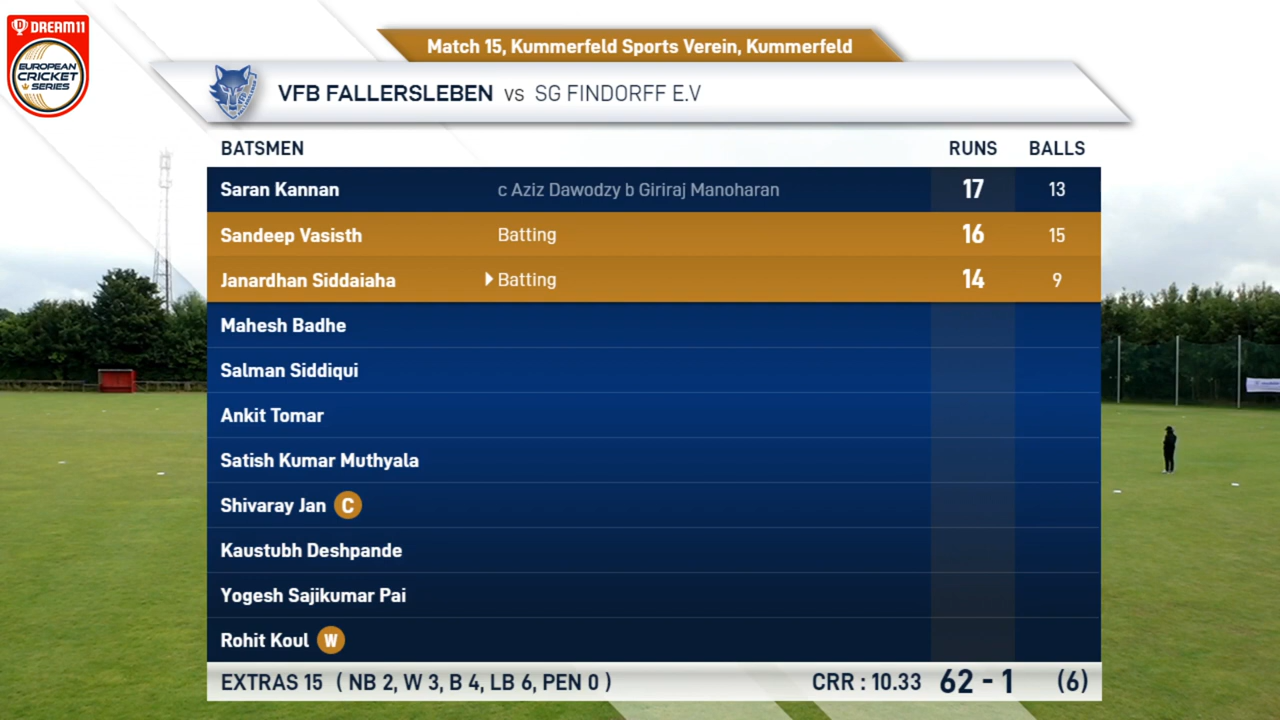 DREAM11
EUROPEAN
CRICKET
SERIES
Match 15, Kummerfeld Sports Verein, Kummerfeld
VFB FALLERSLEBEN vs SG FINDORFF E.V
BATSMEN RUNS BALLS
Saran Kannan c Aziz Dawodzy b Giriraj Manoharan 17 13
Sandeep Vasisth Batting 16 15
Janardhan Siddaiaha Batting 14 9
Mahesh Badhe
Salman Siddiqui
Ankit Tomar
Satish Kumar Muthyala
Shivaray Jan C
Kaustubh Deshpande
Yogesh Sajikumar Pai
Rohit Koul W
EXTRAS 15 ( NB 2, W 3, B 4, LB 6, PEN 0 ) CRR : 10.33 62 - 1 (6)